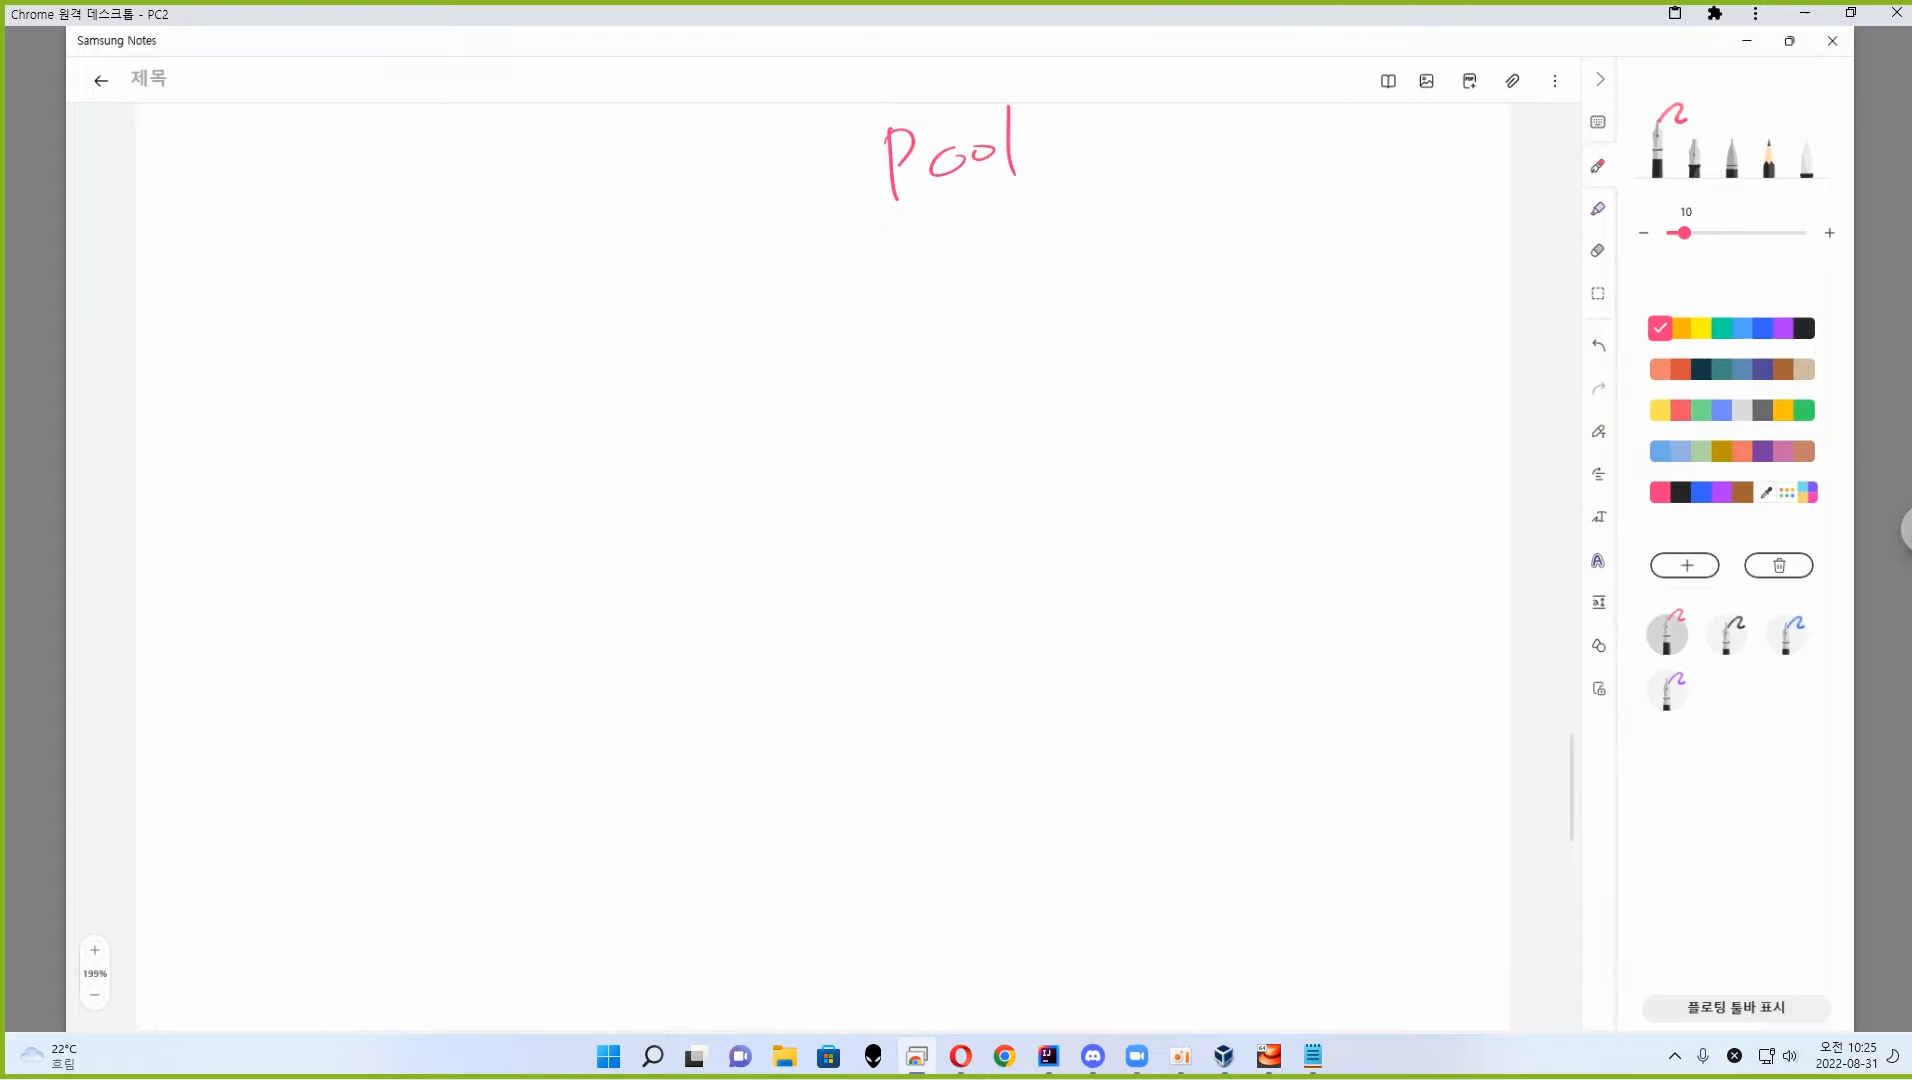 Chrome 원격 데스크톱 - PC2
Samsung Notes
제목
Pool
10
199%
플로팅 툴바 표시
22°C
흐림
오전 10:25
2022-08-31